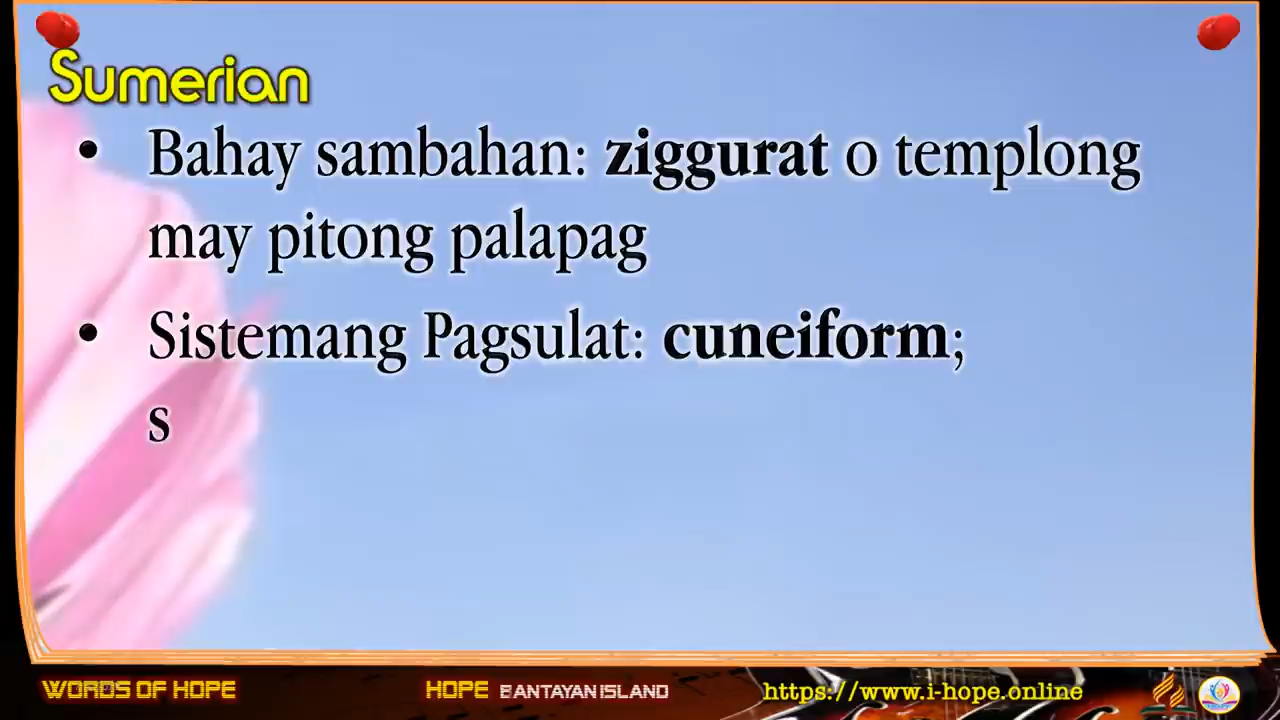 Sumerian
• Bahay sambahan: ziggurat o templong
may pitong palapag
• Sistemang Pagsulat: cuneiform;
s
WORDS OF HOPE
HOPE BANTAYAN ISLAND
https://www.i-hope.online